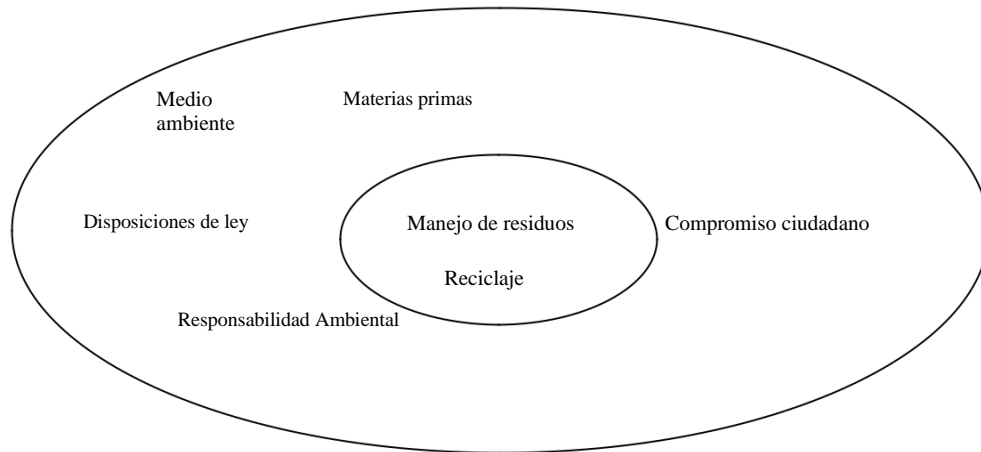 Medio
ambiente
Materias primas
Disposiciones de ley
Manejo de residuos
Compromiso ciudadano
Reciclaje
Responsabilidad Ambiental